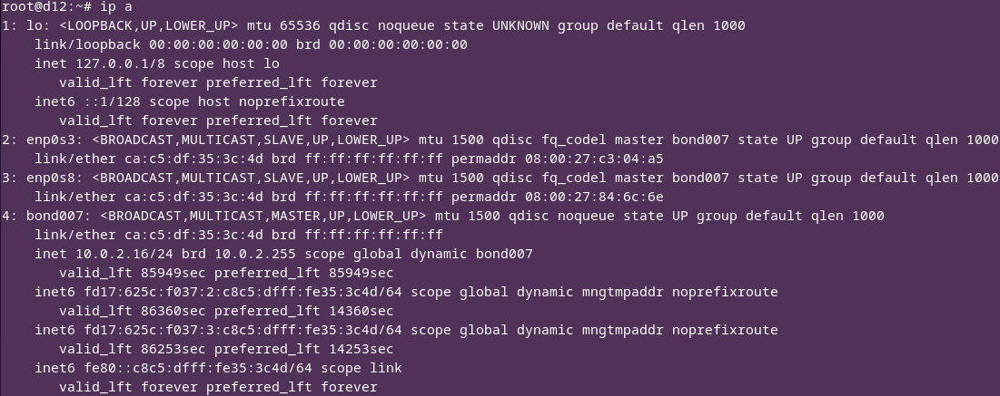 root@d12:~# ip a
1: lo: <LOOPBACK,UP,LOWER_UP> mtu 65536 qdisc noqueue state UNKNOWN group default qlen 1000
    link/loopback 00:00:00:00:00:00 brd 00:00:00:00:00:00
    inet 127.0.0.1/8 scope host lo
       valid_lft forever preferred_lft forever
    inet6 ::1/128 scope host noprefixroute
       valid_lft forever preferred_lft forever
2: enp0s3: <BROADCAST,MULTICAST,SLAVE,UP,LOWER_UP> mtu 1500 qdisc fq_codel master bond007 state UP group default qlen 1000
    link/ether ca:c5:df:35:3c:4d brd ff:ff:ff:ff:ff:ff permaddr 08:00:27:c3:04:a5
3: enp0s8: <BROADCAST,MULTICAST,SLAVE,UP,LOWER_UP> mtu 1500 qdisc fq_codel master bond007 state UP group default qlen 1000
    link/ether ca:c5:df:35:3c:4d brd ff:ff:ff:ff:ff:ff permaddr 08:00:27:84:6c:6e
4: bond007: <BROADCAST,MULTICAST,MASTER,UP,LOWER_UP> mtu 1500 qdisc noqueue state UP group default qlen 1000
    link/ether ca:c5:df:35:3c:4d brd ff:ff:ff:ff:ff:ff
    inet 10.0.2.16/24 brd 10.0.2.255 scope global dynamic bond007
       valid_lft 85949sec preferred_lft 85949sec
    inet6 fd17:625c:f037:2:c8c5:dfff:fe35:3c4d/64 scope global dynamic mngtmpaddr noprefixroute
       valid_lft 86360sec preferred_lft 14360sec
    inet6 fd17:625c:f037:3:c8c5:dfff:fe35:3c4d/64 scope global dynamic mngtmpaddr noprefixroute
       valid_lft 86253sec preferred_lft 14253sec
    inet6 fe80::c8c5:dfff:fe35:3c4d/64 scope link
       valid_lft forever preferred_lft forever